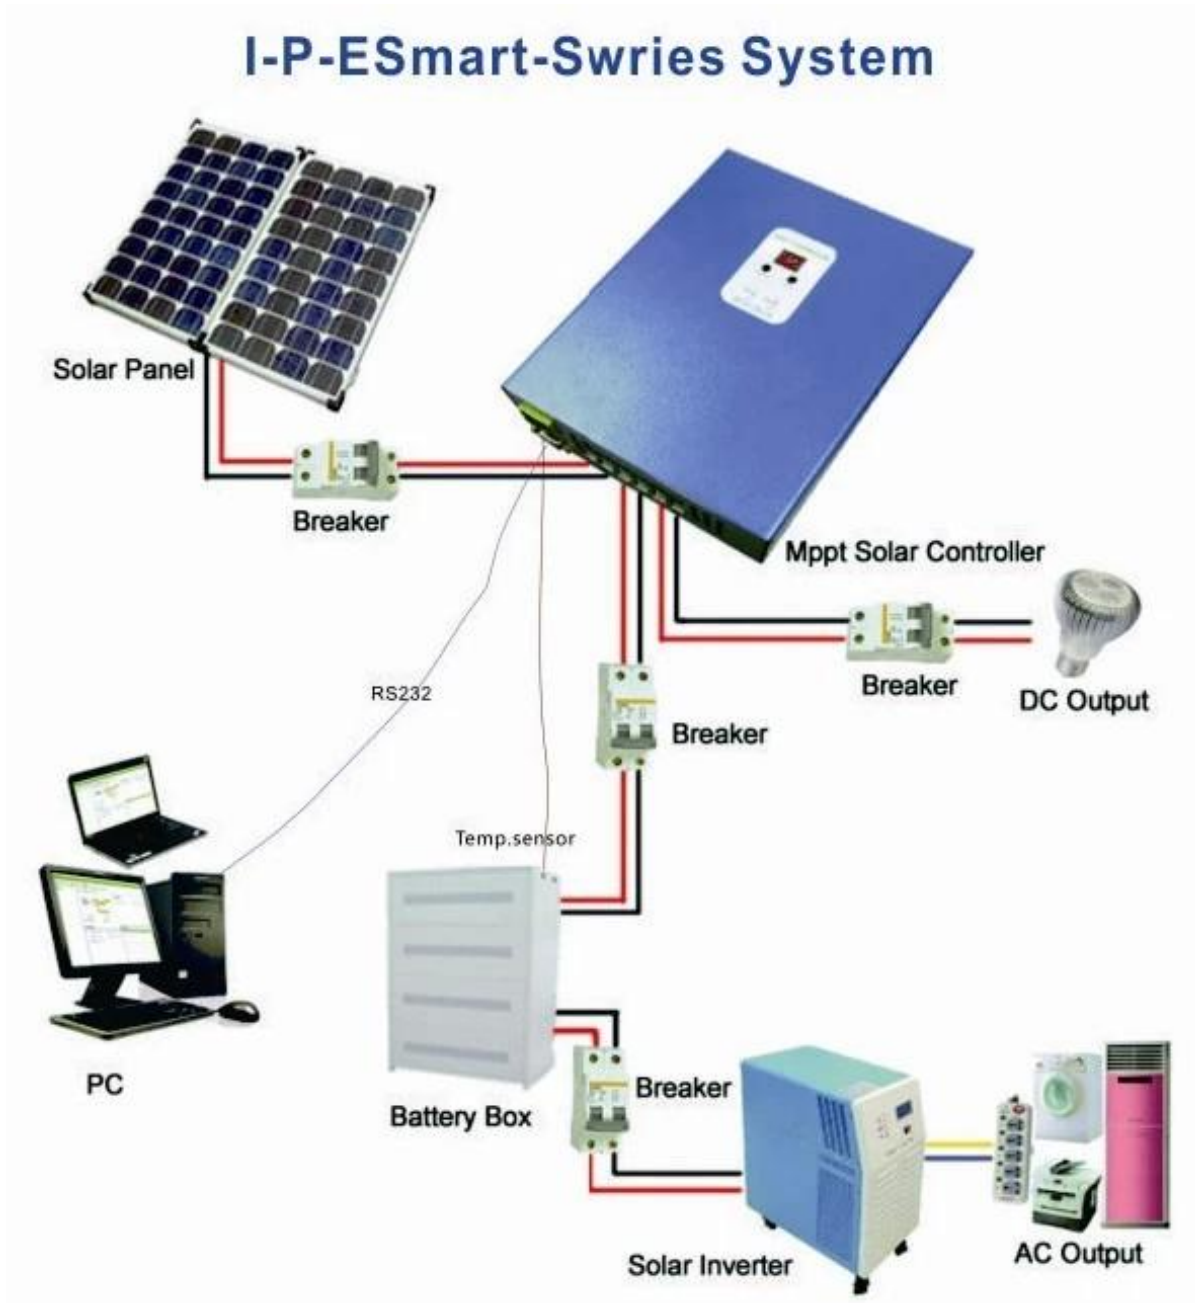 I-P-ESmart-Swries System
Solar Panel
Breaker
Mppt Solar Controller
Breaker
DC Output
RS232
Breaker
Temp.sensor
PC
Battery Box
Breaker
Solar Inverter
AC Output